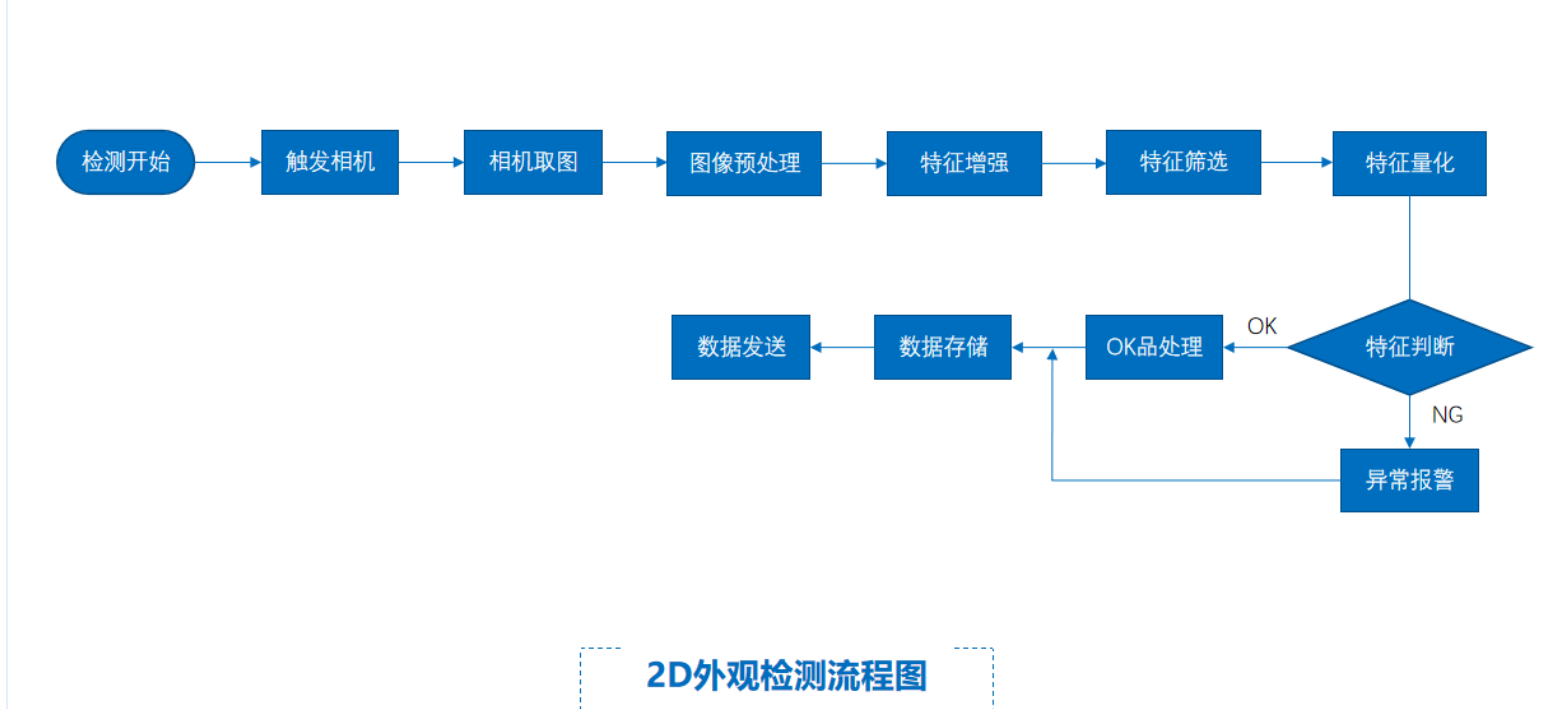 检测开始
触发相机
相机取图
图像预处理
特征增强
特征筛选
特征量化
数据发送
数据存储
OK品处理
OK
特征判断
NG
异常报警
2D外观检测流程图